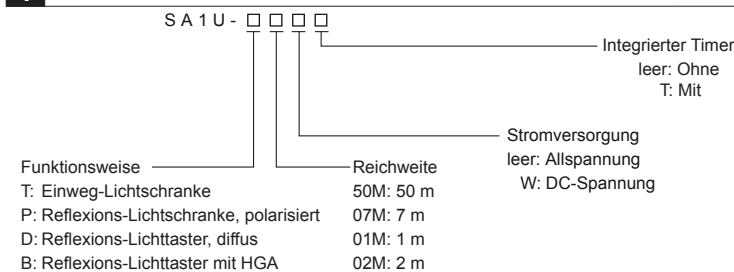 SA1U-□□□□
Integrierter Timer
leer: Ohne
T: Mit
Stromversorgung
leer: Allspannung
W: DC-Spannung
Funktionsweise
T: Einweg-Lichtschranke
P: Reflexions-Lichtschranke, polarisiert
D: Reflexions-Lichttaster, diffus
B: Reflexions-Lichttaster mit HGA
Reichweite
50M: 50 m
07M: 7 m
01M: 1 m
02M: 2 m